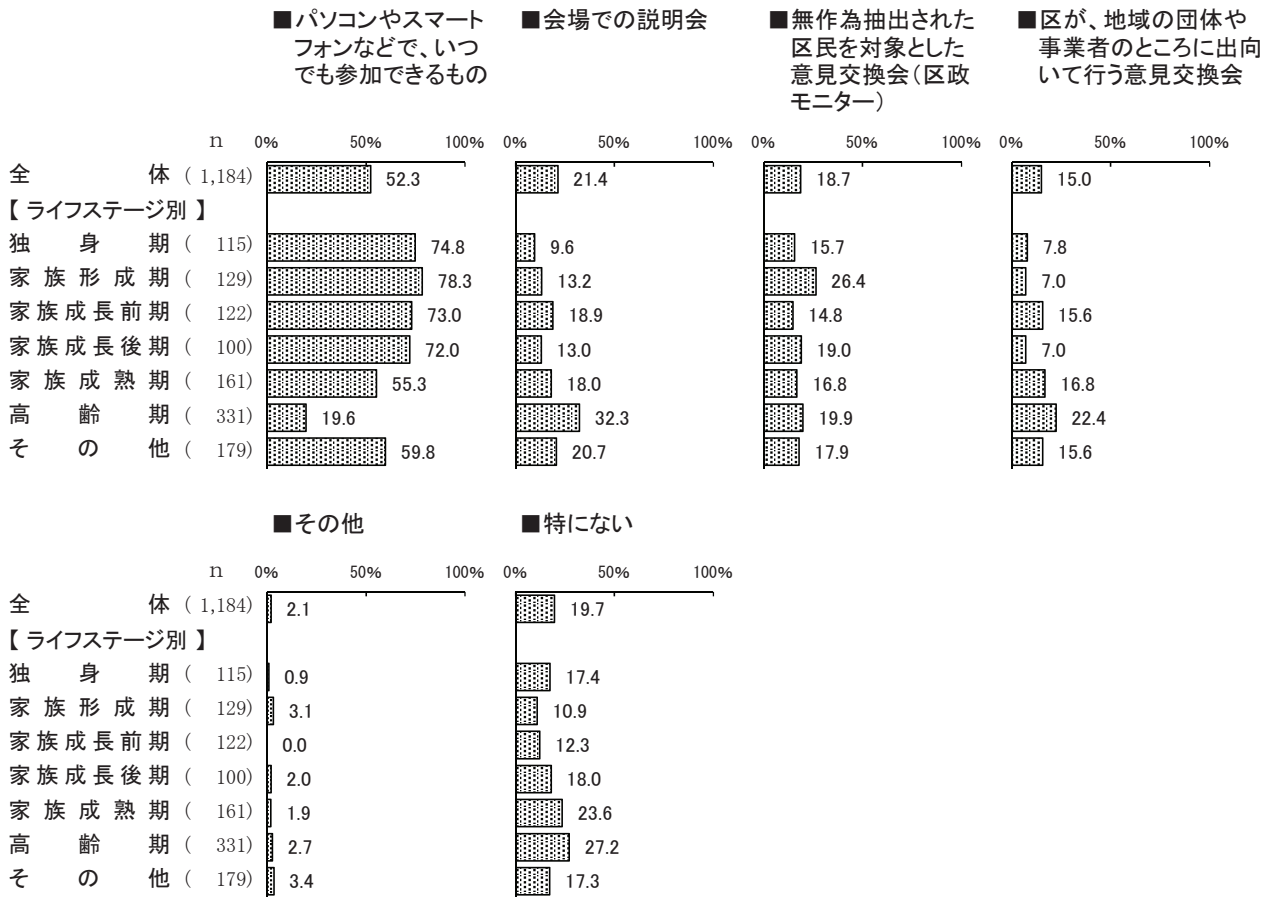 ■パソコンやスマート
フォンなどで、いつ
でも参加できるもの
■会場での説明会
■無作為抽出された
区民を対象とした
意見交換会（区政
モニター）
■区が、地域の団体や
事業者のところに出向
いて行う意見交換会
n 0% 50% 100% 0% 50% 100% 0% 50% 100% 0% 50% 100%
全体 ( 1,184) 52.3 21.4 18.7 15.0
【 ライフステージ別 】
独身期 ( 115) 74.8 9.6 15.7 7.8
家族形成期 ( 129) 78.3 13.2 26.4 7.0
家族成長前期 ( 122) 73.0 18.9 14.8 15.6
家族成長後期 ( 100) 72.0 13.0 19.0 7.0
家族成熟期 ( 161) 55.3 18.0 16.8 16.8
高齢期 ( 331) 19.6 32.3 19.9 22.4
その他 ( 179) 59.8 20.7 17.9 15.6
■その他 ■特にない
n 0% 50% 100% 0% 50% 100%
全体 ( 1,184) 2.1 19.7
【 ライフステージ別 】
独身期 ( 115) 0.9 17.4
家族形成期 ( 129) 3.1 10.9
家族成長前期 ( 122) 0.0 12.3
家族成長後期 ( 100) 2.0 18.0
家族成熟期 ( 161) 1.9 23.6
高齢期 ( 331) 2.7 27.2
その他 ( 179) 3.4 17.3